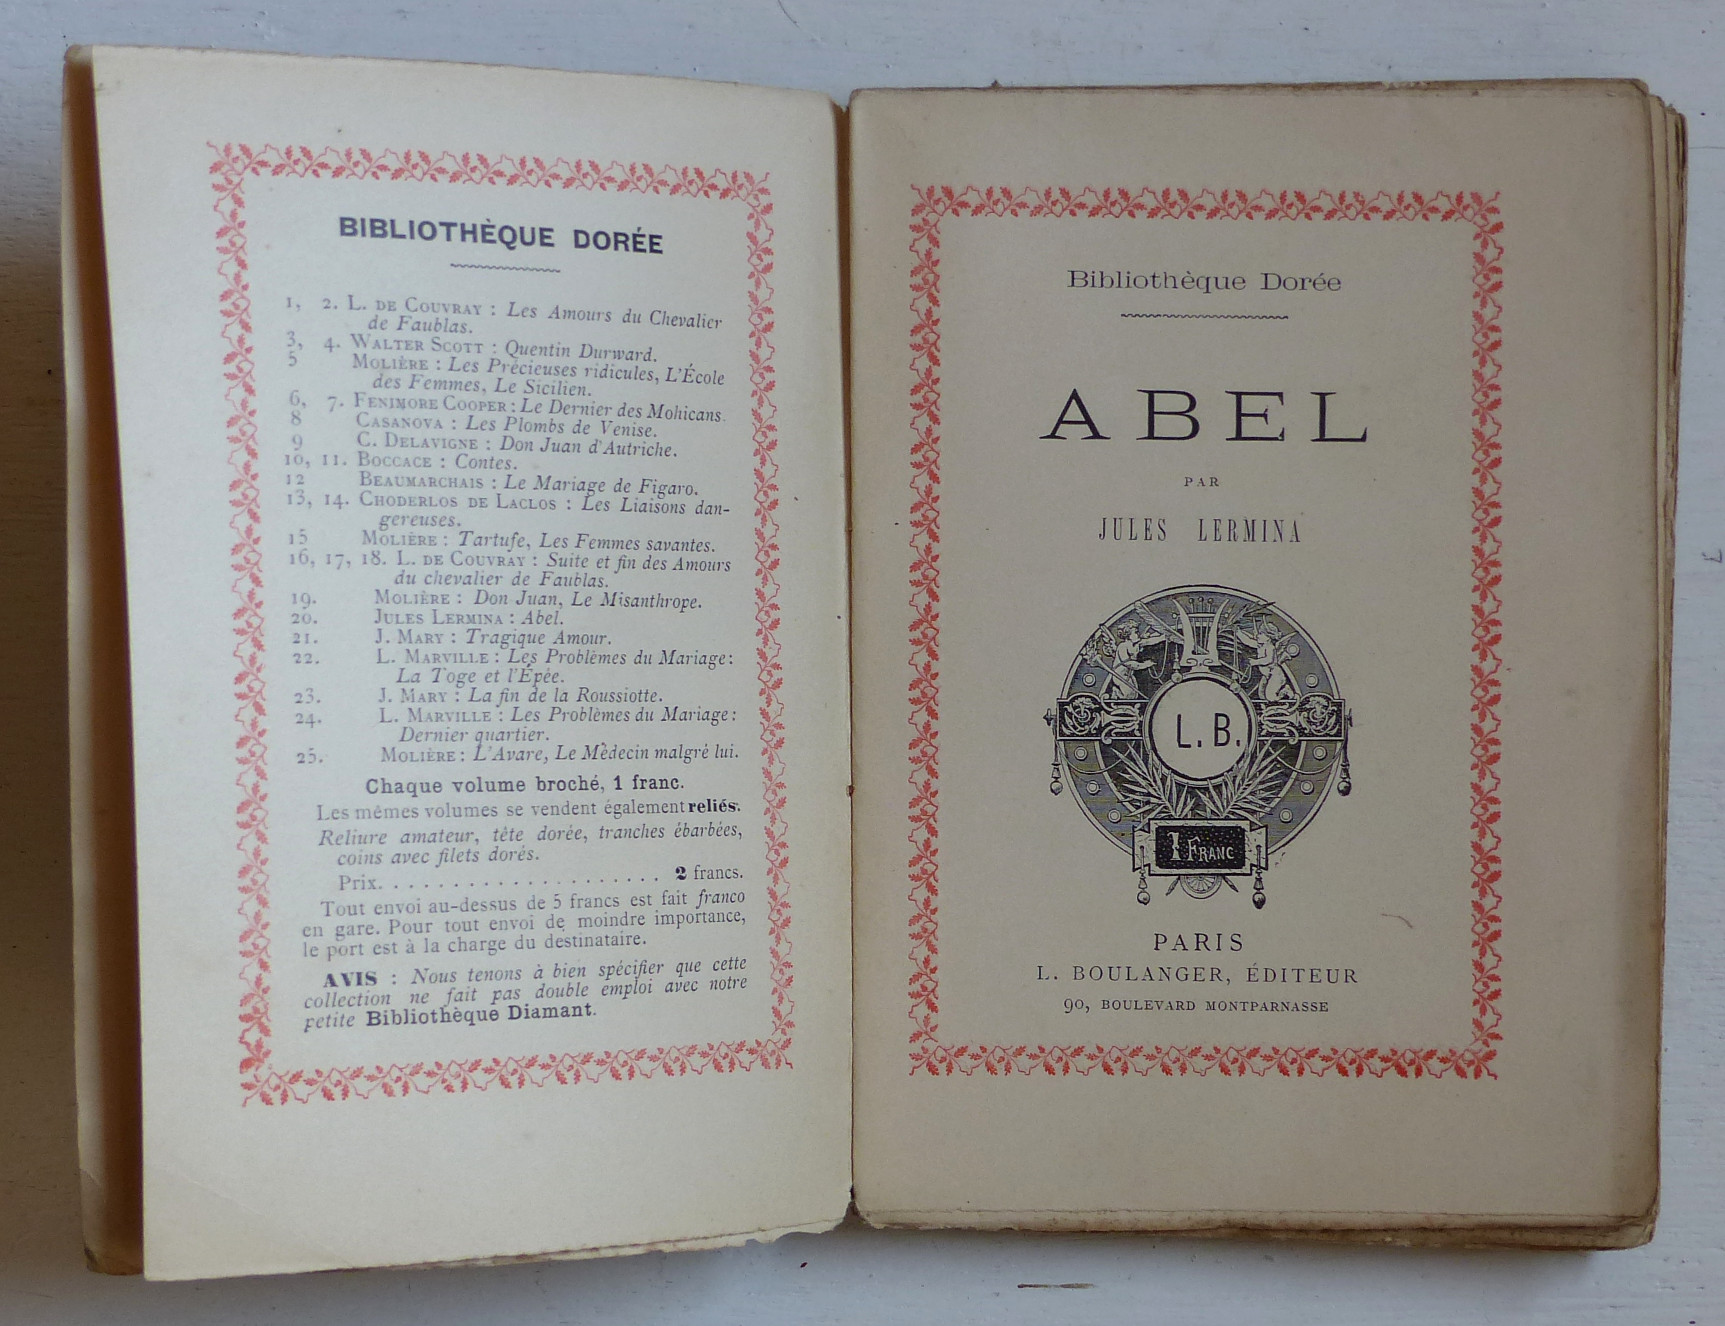 BIBLIOTHÈQUE DORÉE
1, 2. L. DE COUVRAY : Les Amours du Chevalier
de Faublas.
3, 4. WALTER SCOTT : Quentin Durward.
5 MOLIÈRE : Les Précieuses ridicules, L'École
des Femmes, Le Sicilien.
6, 7. FENIMORE COOPER : Le Dernier des Mohicans.
8 CASANOVA : Les Plombs de Venise.
9 C. DELAVIGNE : Don Juan d'Autriche.
10, 11. BOCCACE : Contes.
12 BEAUMARCHAIS : Le Mariage de Figaro.
13, 14. CHODERLOS DE LACLOS : Les Liaisons dan-
gereuses.
15 MOLIÈRE : Tartufe, Les Femmes savantes.
16, 17, 18. L. DE COUVRAY : Suite et fin des Amours
du chevalier de Faublas.
19. MOLIÈRE : Don Juan, Le Misanthrope.
20. JULES LERMINA : Abel.
21. J. MARY : Tragique Amour.
22. L. MARVILLE : Les Problèmes du Mariage :
La Toge et l'Épée.
23. J. MARY : La fin de la Roussiotte.
24. L. MARVILLE : Les Problèmes du Mariage :
Dernier quartier.
25. MOLIÈRE : L'Avare, Le Médecin malgré lui.
Chaque volume broché, 1 franc.
Les mêmes volumes se vendent également reliés.
Reliure amateur, tête dorée, tranches ébarbées,
coins avec filets dorés.
Prix. . . . . . . . . . . . . . . . . . . . 2 francs.
Tout envoi au-dessus de 5 francs est fait franco
en gare. Pour tout envoi de moindre importance,
le port est à la charge du destinataire.
AVIS : Nous tenons à bien spécifier que cette
collection ne fait pas double emploi avec notre
petite Bibliothèque Diamant.
Bibliothèque Dorée
ABEL
PAR
JULES LERMINA
L. B.
1 FRANC
PARIS
L. BOULANGER, ÉDITEUR
90, BOULEVARD MONTPARNASSE